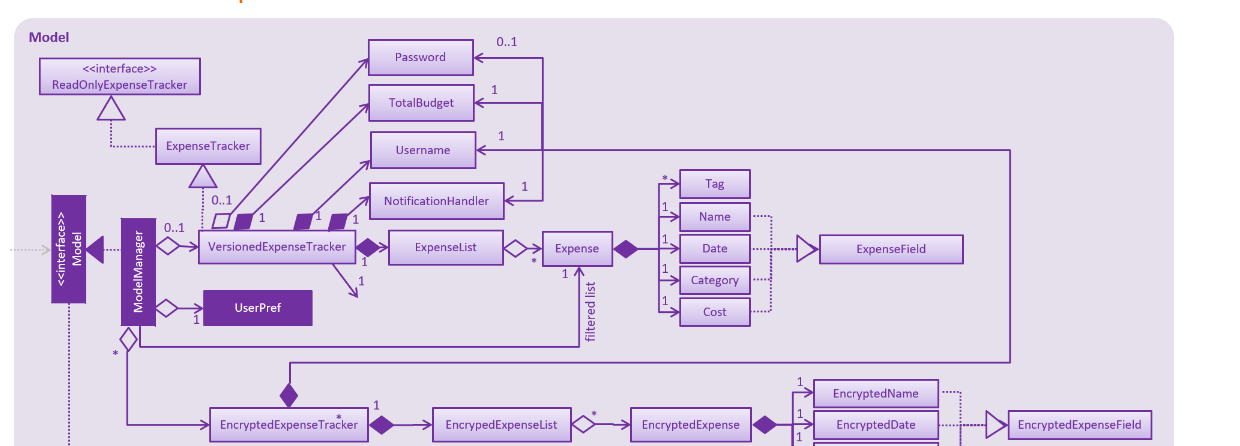 Model
<<interface>>
ReadOnlyExpenseTracker
ExpenseTracker
Password
0..1
TotalBudget
1
Username
1
NotificationHandler
1
0..1
1
1
1
<<interface>>
Model
ModelManager
0..1
VersionedExpenseTracker
1
ExpenseList
*
Expense
1
filtered list
1
UserPref
1
*
Tag
1
Name
1
Date
1
Category
1
Cost
ExpenseField
*
EncryptedExpenseTracker
*
1
EncrypedExpenseList
*
EncryptedExpense
1
EncryptedName
1
EncryptedDate
1
EncryptedExpenseField